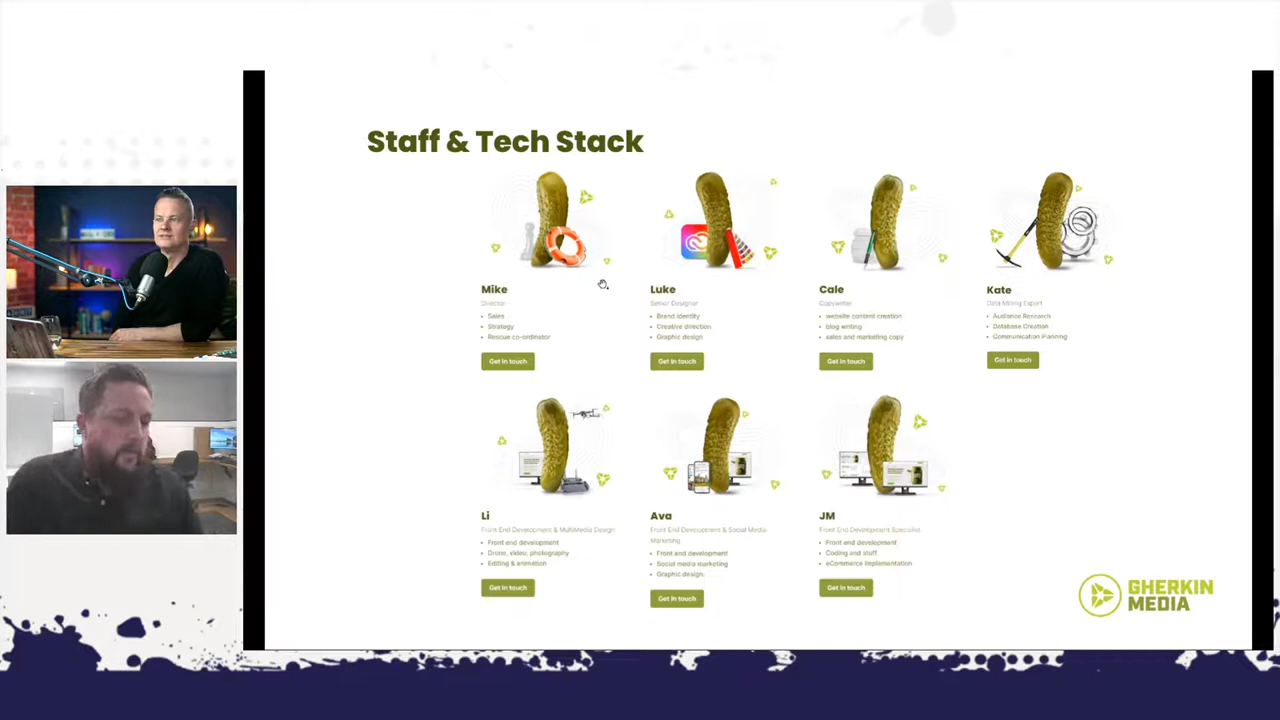 Staff & Tech Stack
Mike
Director
• Sales
• Strategy
• Rescue co-ordinator
Get in touch
Luke
Senior Designer
• Brand identity
• Creative direction
• Graphic design
Get in touch
Cale
Copywriter
• website content creation
• blog writing
• sales and marketing copy
Get in touch
Kate
Data Mining Expert
• Audience Research
• Database Creation
• Communication Planning
Get in touch
Li
Front End Development & MultiMedia Design
• Front end development
• Drone, video, photography
• Editing & animation
Get in touch
Ava
Front End Development & Social Media
Marketing
• Front end development
• Social media marketing
• Graphic design
Get in touch
JM
Front End Development Specialist
• Front end development
• Coding and stuff
• eCommerce implementation
Get in touch
GHERKIN
MEDIA